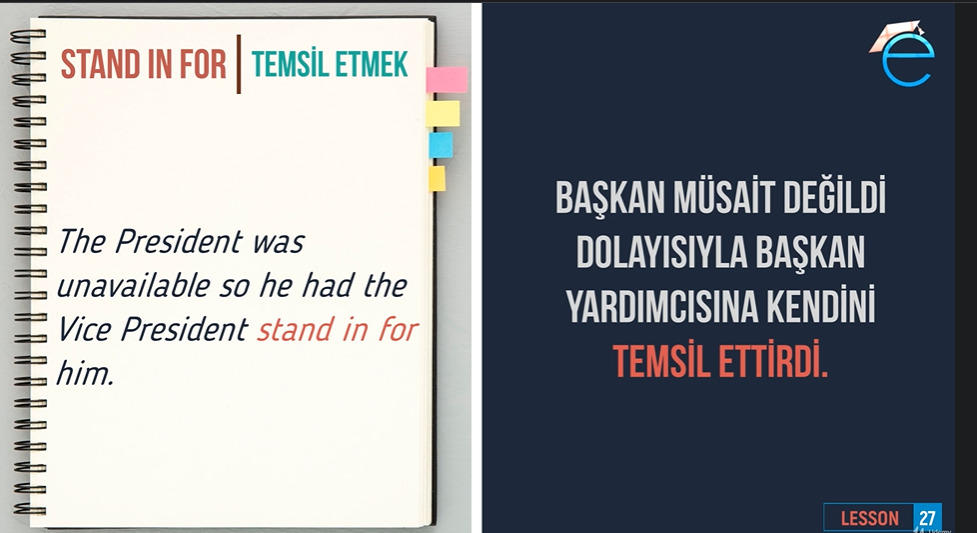 STAND IN FOR | TEMSİL ETMEK
The President was
unavailable so he had the
Vice President stand in for
him.
e
BAŞKAN MÜSAİT DEĞİLDİ
DOLAYISIYLA BAŞKAN
YARDIMCISINA KENDİNİ
TEMSİL ETTİRDİ.
LESSON 27
Udemy